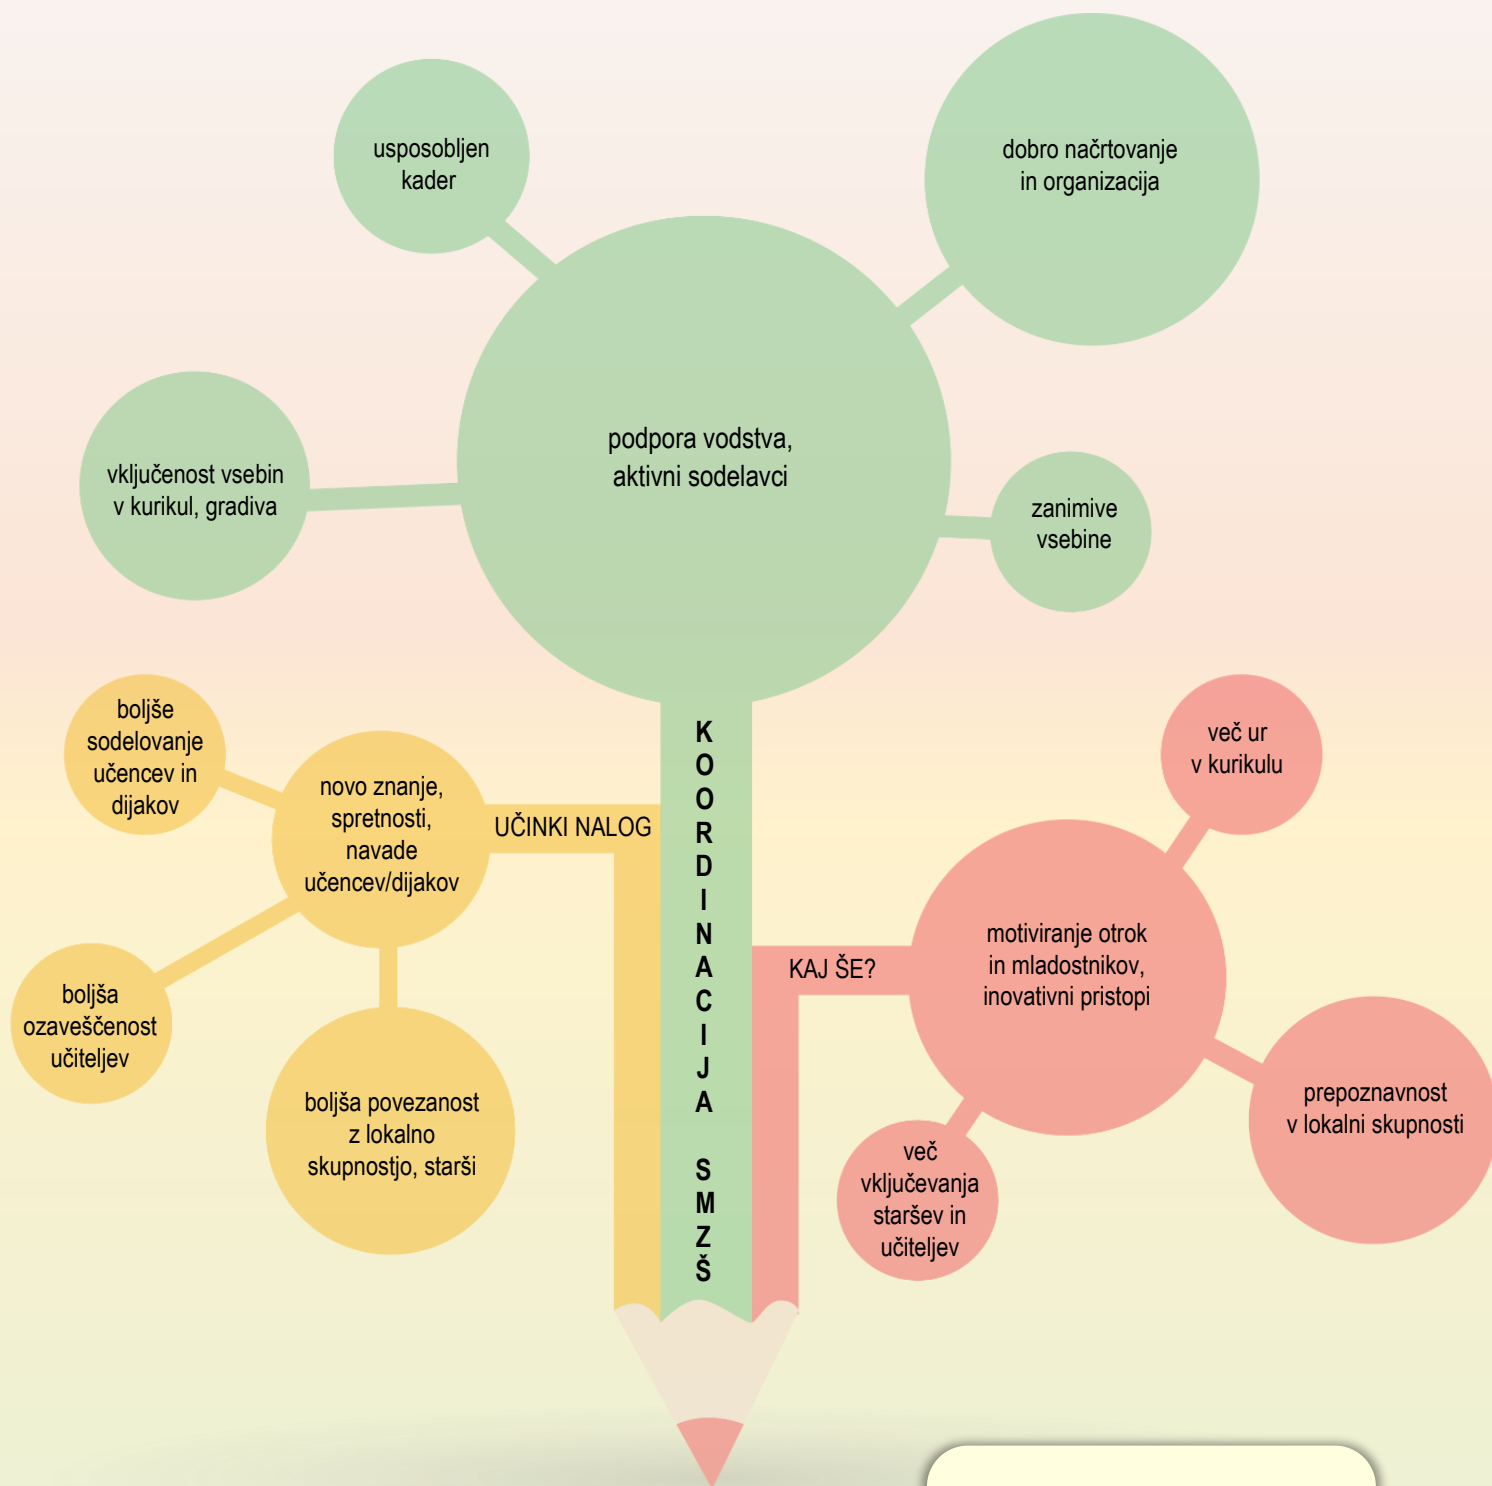 usposobljen
kader
dobro načrtovanje
in organizacija
podpora vodstva,
aktivni sodelavci
vključenost vsebin
v kurikul, gradiva
zanimive
vsebine
KOORDINACIJA SMZŠ
boljše
sodelovanje
učencev in
dijakov
novo znanje,
spretnosti,
navade
učencev/dijakov
UČINKI NALOG
boljša
ozaveščenost
učiteljev
boljša povezanost
z lokalno
skupnostjo, starši
več ur
v kurikulu
KAJ ŠE?
motiviranje otrok
in mladostnikov,
inovativni pristopi
prepoznavnost
v lokalni skupnosti
več
vključevanja
staršev in
učiteljev